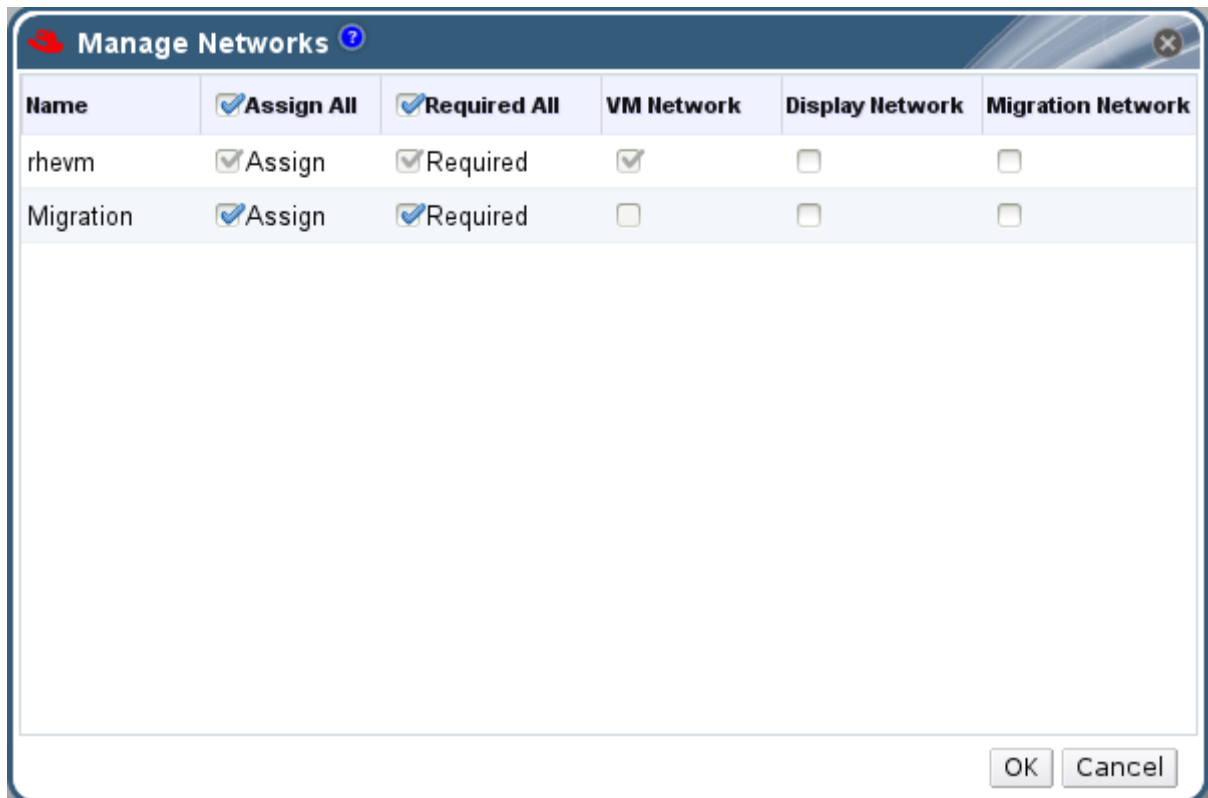 Manage Networks ?
Name Assign All Required All VM Network Display Network Migration Network
rhevm Assign Required
Migration Assign Required
OK Cancel